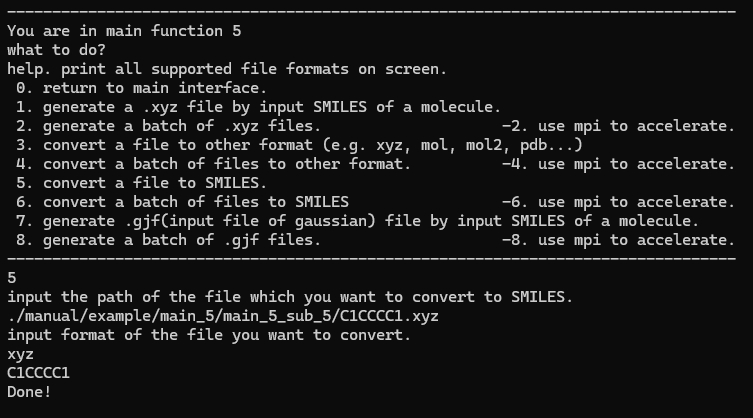 ---------------------------------------------------------------------------------
You are in main function 5
what to do?
help. print all supported file formats on screen.
 0. return to main interface.
 1. generate a .xyz file by input SMILES of a molecule.
 2. generate a batch of .xyz files.                    -2. use mpi to accelerate.
 3. convert a file to other format (e.g. xyz, mol, mol2, pdb...)
 4. convert a batch of files to other format.          -4. use mpi to accelerate.
 5. convert a file to SMILES.
 6. convert a batch of files to SMILES                 -6. use mpi to accelerate.
 7. generate .gjf(input file of gaussian) file by input SMILES of a molecule.
 8. generate a batch of .gjf files.                    -8. use mpi to accelerate.
---------------------------------------------------------------------------------
5
input the path of the file which you want to convert to SMILES.
./manual/example/main_5/main_5_sub_5/C1CCCC1.xyz
input format of the file you want to convert.
xyz
C1CCCC1
Done!